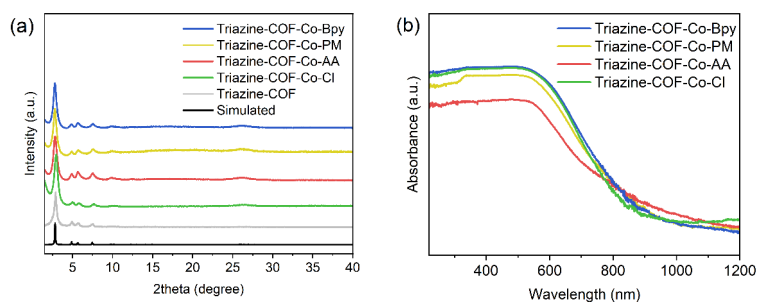 (a)
Triazine-COF-Co-Bpy
Triazine-COF-Co-PM
Triazine-COF-Co-AA
Triazine-COF-Co-Cl
Triazine-COF
Simulated
Intensity (a.u.)
5 10 15 20 25 30 35 40
2theta (degree)
(b)
Triazine-COF-Co-Bpy
Triazine-COF-Co-PM
Triazine-COF-Co-AA
Triazine-COF-Co-Cl
Absorbance (a.u.)
400 600 800 1000 1200
Wavelength (nm)